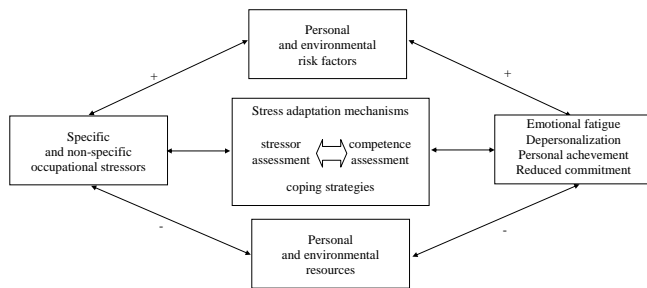 Personal
and environmental
risk factors
+
+
Specific
and non-specific
occupational stressors
Stress adaptation mechanisms
stressor competence
assessment assessment
coping strategies
Emotional fatigue
Depersonalization
Personal achevement
Reduced commitment
-
-
Personal
and environmental
resources